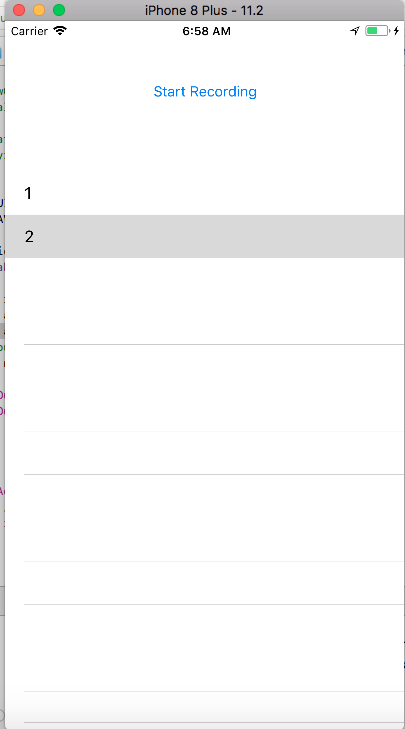 iPhone 8 Plus - 11.2
Carrier 6:58 AM
Start Recording
1
2